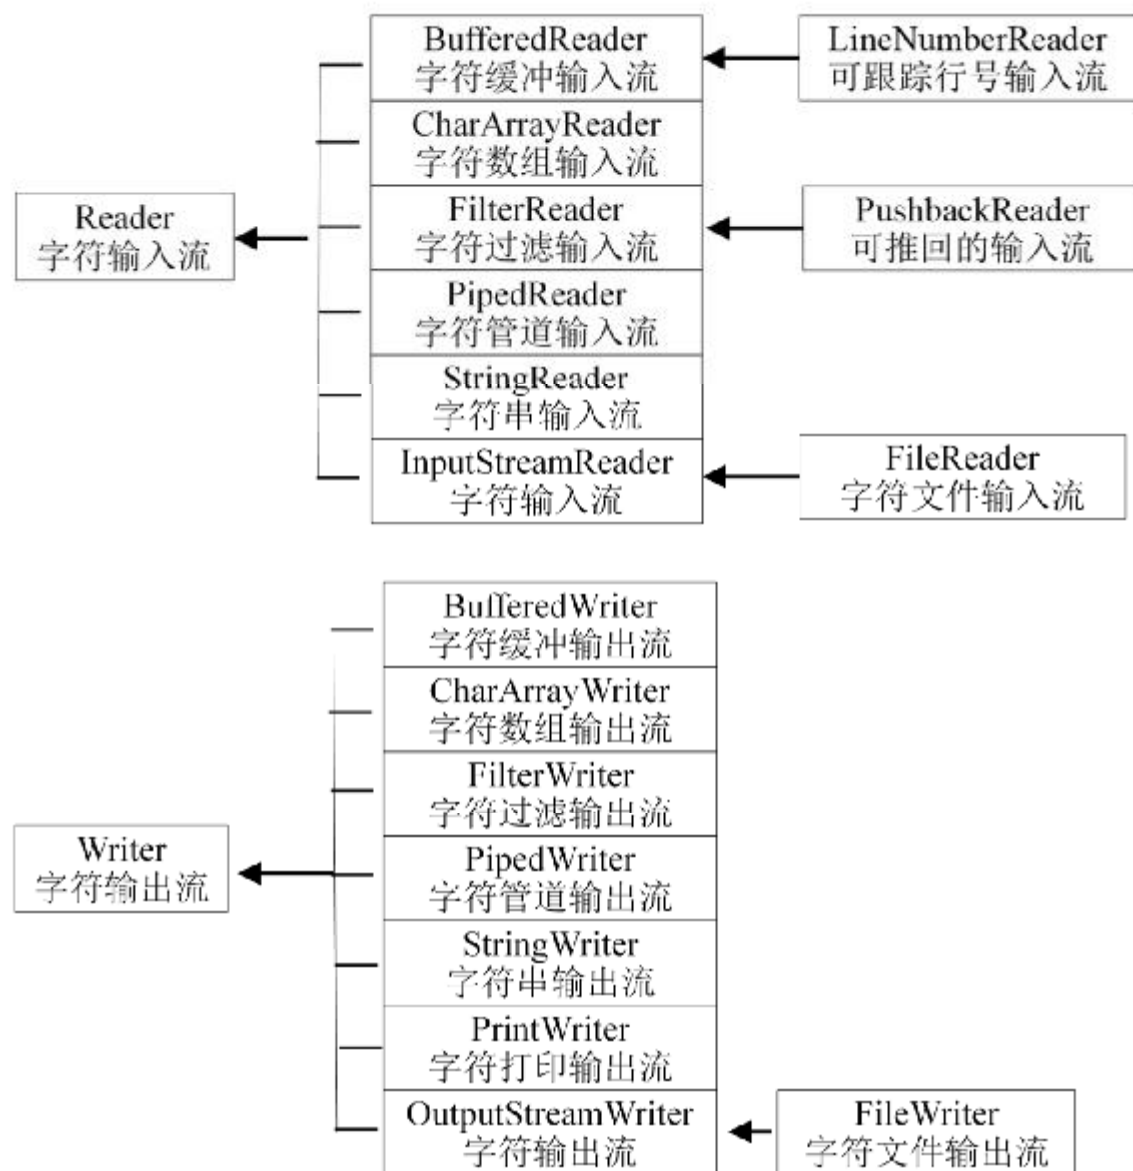 BufferedReader
字符缓冲输入流
LineNumberReader
可跟踪行号输入流
CharArrayReader
字符数组输入流
Reader
字符输入流
FilterReader
字符过滤输入流
PushbackReader
可推回的输入流
PipedReader
字符管道输入流
StringReader
字符串输入流
InputStreamReader
字符输入流
FileReader
字符文件输入流
BufferedWriter
字符缓冲输出流
CharArrayWriter
字符数组输出流
FilterWriter
字符过滤输出流
Writer
字符输出流
PipedWriter
字符管道输出流
StringWriter
字符串输出流
PrintWriter
字符打印输出流
OutputStreamWriter
字符输出流
FileWriter
字符文件输出流